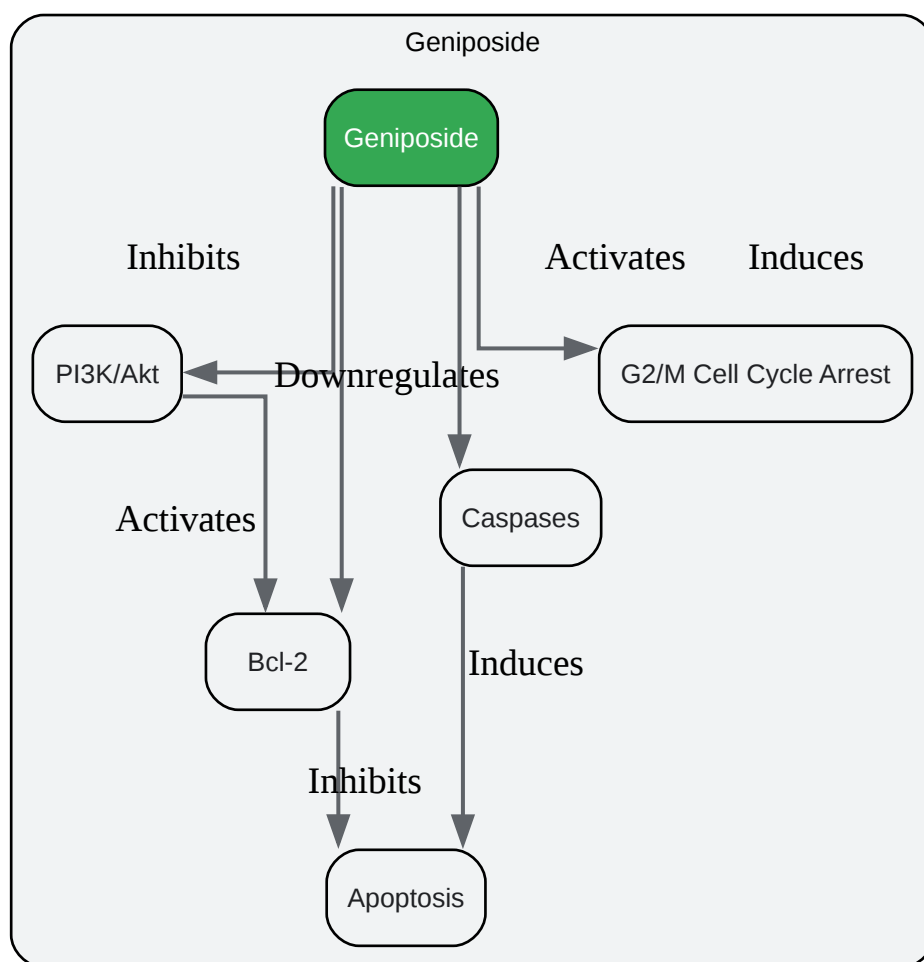 Geniposide
Geniposide
Inhibits
Activates
Induces
PI3K/Akt
Downregulates
G2/M Cell Cycle Arrest
Activates
Caspases
Bcl-2
Induces
Inhibits
Apoptosis